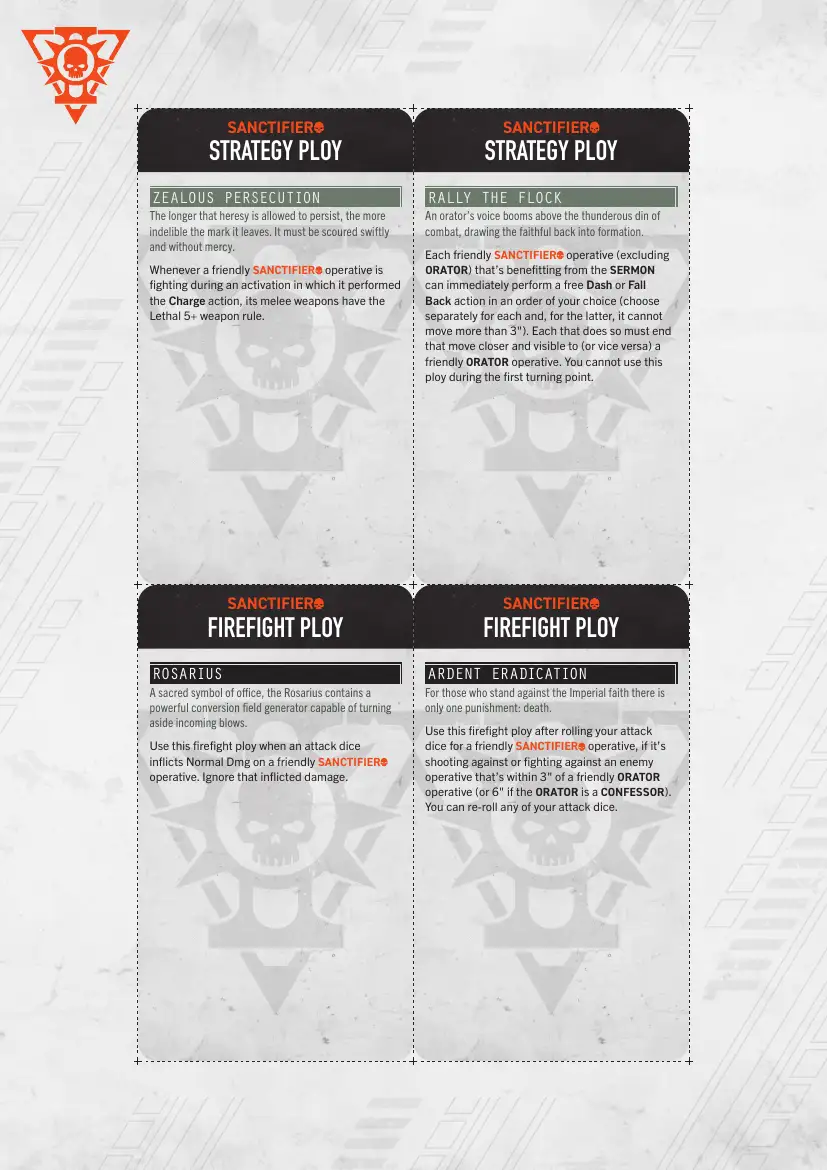 SANCTIFIER
STRATEGY PLOY
ZEALOUS PERSECUTION
The longer that heresy is allowed to persist, the more
indelible the mark it leaves. It must be scoured swiftly
and without mercy.
Whenever a friendly SANCTIFIER operative is
fighting during an activation in which it performed
the Charge action, its melee weapons have the
Lethal 5+ weapon rule.
SANCTIFIER
STRATEGY PLOY
RALLY THE FLOCK
An orator's voice booms above the thunderous din of
combat, drawing the faithful back into formation.
Each friendly SANCTIFIER operative (excluding
ORATOR) that's benefitting from the SERMON
can immediately perform a free Dash or Fall
Back action in an order of your choice (choose
separately for each and, for the latter, it cannot
move more than 3"). Each that does so must end
that move closer and visible to (or vice versa) a
friendly ORATOR operative. You cannot use this
ploy during the first turning point.
SANCTIFIER
FIREFIGHT PLOY
ROSARIUS
A sacred symbol of office, the Rosarius contains a
powerful conversion field generator capable of turning
aside incoming blows.
Use this firefight ploy when an attack dice
inflicts Normal Dmg on a friendly SANCTIFIER
operative. Ignore that inflicted damage.
SANCTIFIER
FIREFIGHT PLOY
ARDENT ERADICATION
For those who stand against the Imperial faith there is
only one punishment: death.
Use this firefight ploy after rolling your attack
dice for a friendly SANCTIFIER operative, if it's
shooting against or fighting against an enemy
operative that's within 3" of a friendly ORATOR
operative (or 6" if the ORATOR is a CONFESSOR).
You can re-roll any of your attack dice.